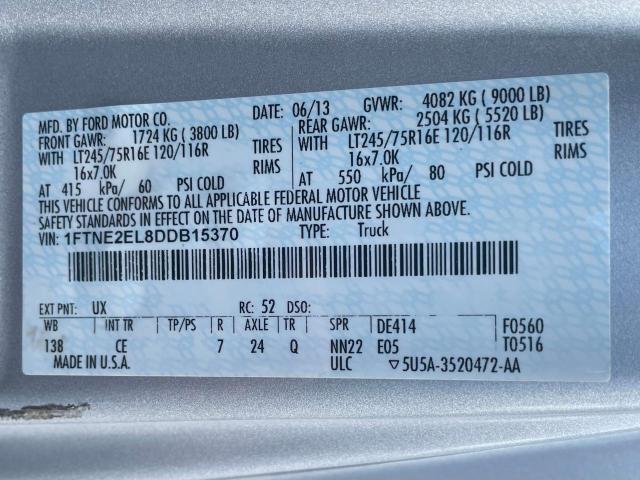 MFD. BY FORD MOTOR CO. DATE: 06/13 GVWR: 4082 KG ( 9000 LB)
FRONT GAWR: 1724 KG ( 3800 LB) REAR GAWR: 2504 KG ( 5520 LB)
WITH LT245/75R16E 120/116R TIRES WITH LT245/75R16E 120/116R TIRES
16x7.0K RIMS 16x7.0K RIMS
AT 415 kPa/ 60 PSI COLD AT 550 kPa/ 80 PSI COLD
THIS VEHICLE CONFORMS TO ALL APPLICABLE FEDERAL MOTOR VEHICLE
SAFETY STANDARDS IN EFFECT ON THE DATE OF MANUFACTURE SHOWN ABOVE.
VIN: 1FTNE2EL8DDB15370 TYPE: Truck
EXT PNT: UX RC: 52 DSO:
WB INT TR TP/PS R AXLE TR SPR DE414 F0560
138 CE 7 24 Q NN22 E05 T0516
MADE IN U.S.A. ULC ▽5U5A-3520472-AA